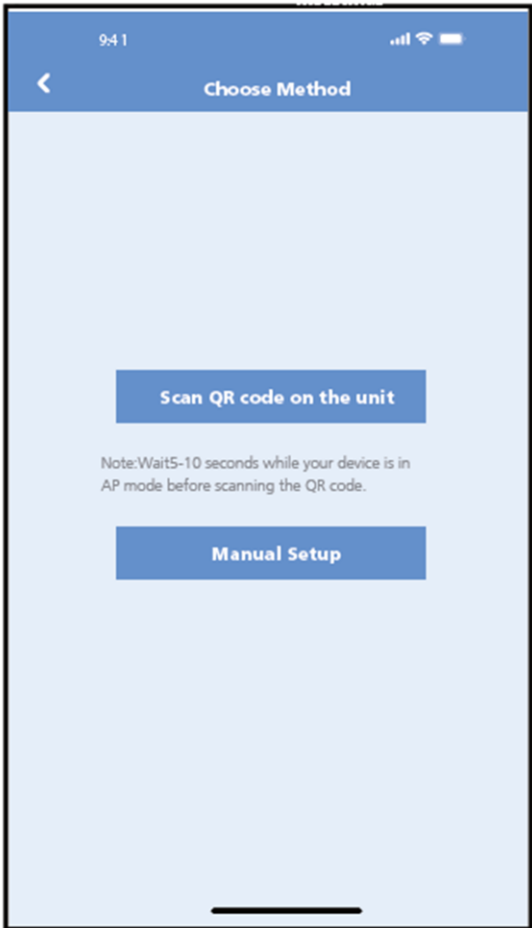 9:41
Choose Method
Scan QR code on the unit
Note:Wait5-10 seconds while your device is in
AP mode before scanning the QR code.
Manual Setup